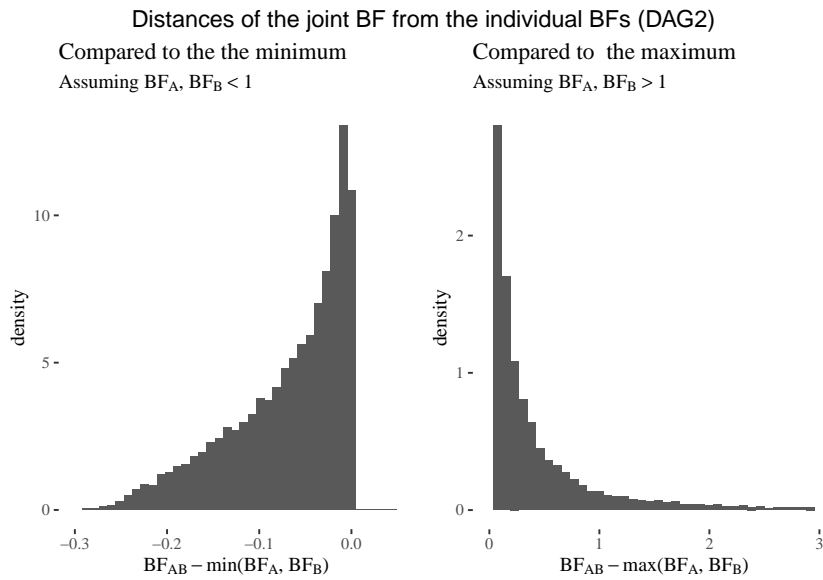 Distances of the joint BF from the individual BFs (DAG2)
Compared to the the minimum
Assuming BF_A, BF_B < 1
10
5
0
density
−0.3 −0.2 −0.1 0.0
BF_AB − min(BF_A, BF_B)
Compared to  the maximum
Assuming BF_A, BF_B > 1
2
1
0
density
0 1 2 3
BF_AB − max(BF_A, BF_B)